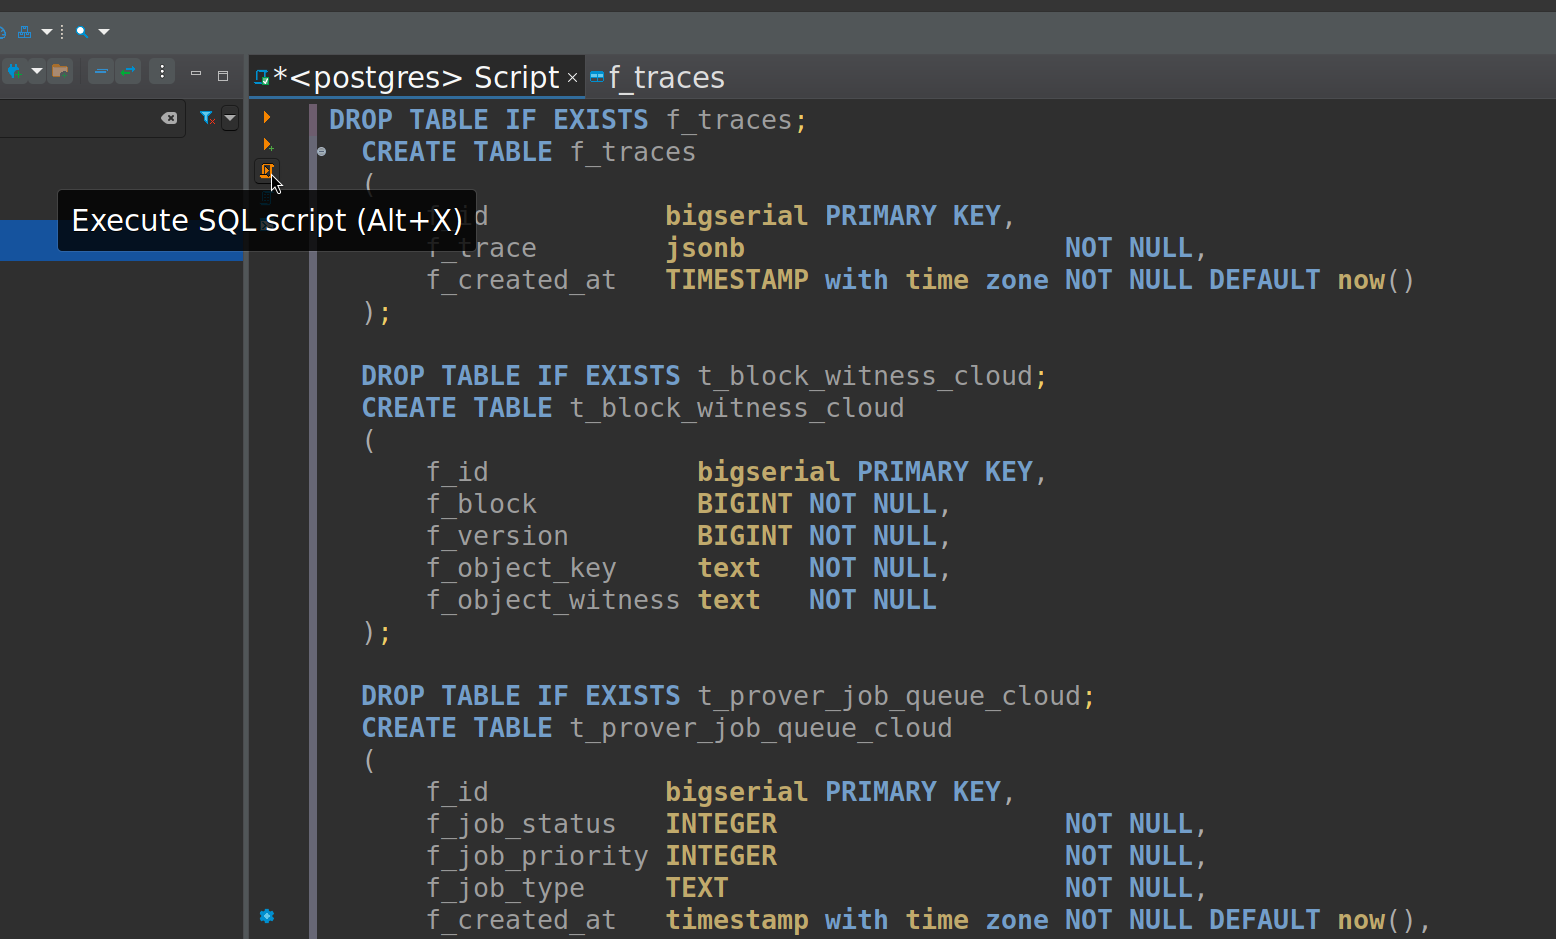 *<postgres> Script
f_traces
DROP TABLE IF EXISTS f_traces;
CREATE TABLE f_traces
(
Execute SQL script (Alt+X)
f_id bigserial PRIMARY KEY,
f_trace jsonb NOT NULL,
f_created_at TIMESTAMP with time zone NOT NULL DEFAULT now()
);
DROP TABLE IF EXISTS t_block_witness_cloud;
CREATE TABLE t_block_witness_cloud
(
f_id bigserial PRIMARY KEY,
f_block BIGINT NOT NULL,
f_version BIGINT NOT NULL,
f_object_key text NOT NULL,
f_object_witness text NOT NULL
);
DROP TABLE IF EXISTS t_prover_job_queue_cloud;
CREATE TABLE t_prover_job_queue_cloud
(
f_id bigserial PRIMARY KEY,
f_job_status INTEGER NOT NULL,
f_job_priority INTEGER NOT NULL,
f_job_type TEXT NOT NULL,
f_created_at timestamp with time zone NOT NULL DEFAULT now(),